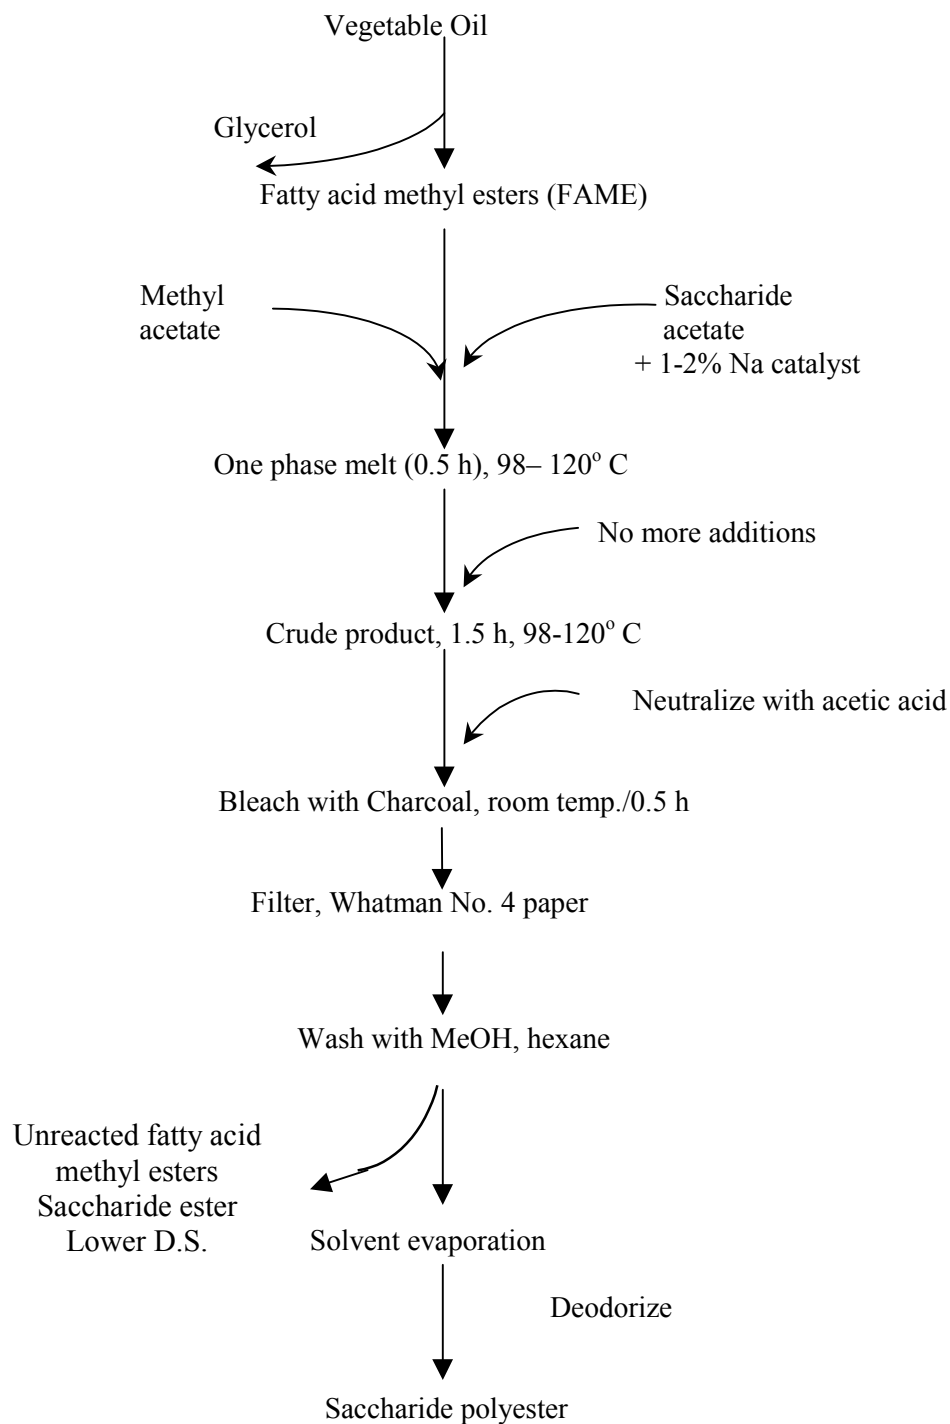 Vegetable Oil
Glycerol
Fatty acid methyl esters (FAME)
Methyl
acetate
Saccharide
acetate
+ 1-2% Na catalyst
One phase melt (0.5 h), 98– 120° C
No more additions
Crude product, 1.5 h, 98-120° C
Neutralize with acetic acid
Bleach with Charcoal, room temp./0.5 h
Filter, Whatman No. 4 paper
Wash with MeOH, hexane
Unreacted fatty acid
methyl esters
Saccharide ester
Lower D.S.
Solvent evaporation
Deodorize
Saccharide polyester